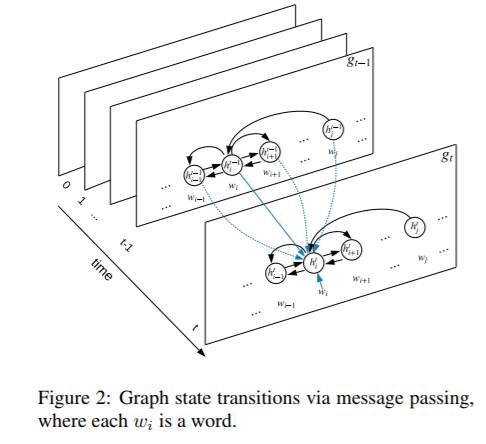 g_{t-1}
h_{i-1}^{t-1} h_i^{t-1} h_{i+1}^{t-1} ... h_j^{t-1} ...
... w_{i-1} w_i w_{i+1} ... w_j ...
g_t
0
1
...
t-1
time
t
... h_{i-1}^t h_i^t h_{i+1}^t ... h_j^t ...
... w_{i-1} w_i w_{i+1} ... w_j ...
Figure 2: Graph state transitions via message passing,
where each w_i is a word.